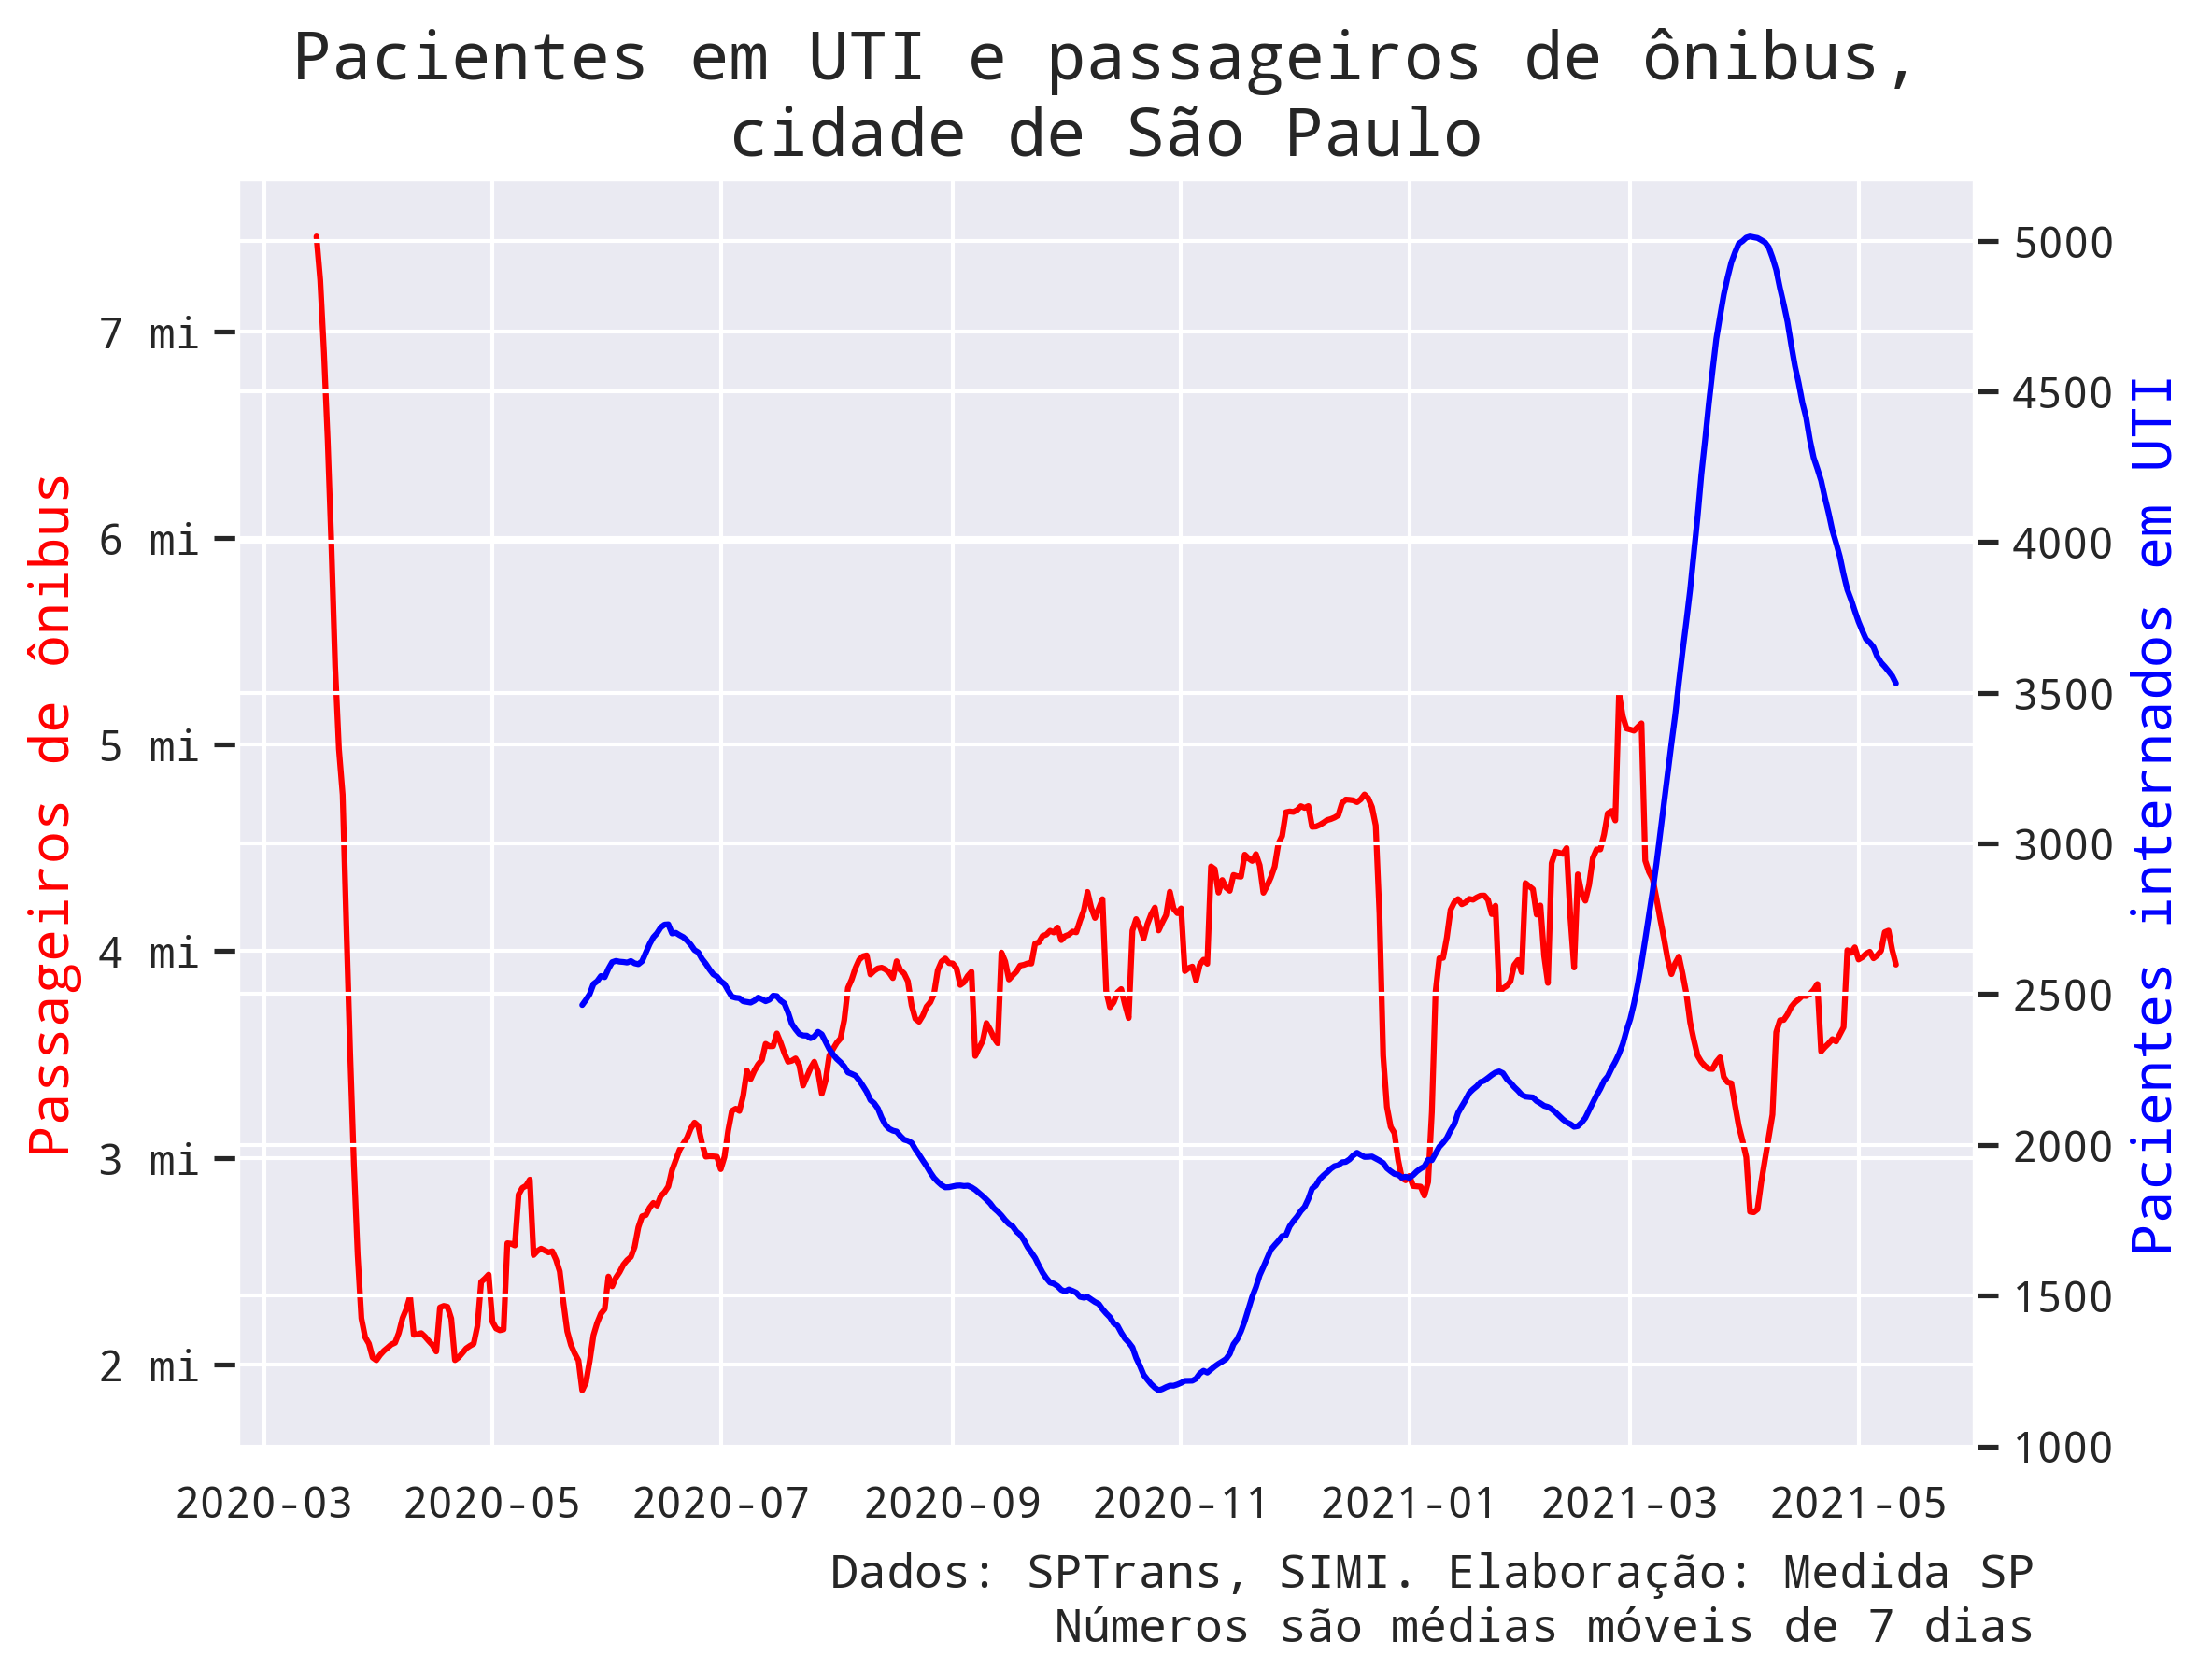 Pacientes em UTI e passageiros de ônibus,
cidade de São Paulo
Passageiros de ônibus
7 mi
6 mi
5 mi
4 mi
3 mi
2 mi
5000
4500
4000
3500
3000
2500
2000
1500
1000
Pacientes internados em UTI
2020-03 2020-05 2020-07 2020-09 2020-11 2021-01 2021-03 2021-05
Dados: SPTrans, SIMI. Elaboração: Medida SP
Números são médias móveis de 7 dias